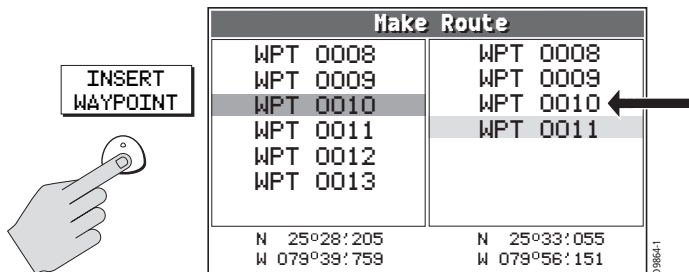 Make Route
INSERT
WAYPOINT
WPT 0008
WPT 0009
WPT 0010
WPT 0011
WPT 0012
WPT 0013
WPT 0008
WPT 0009
WPT 0010
WPT 0011
N 25°28'.205
W 079°39'.759
N 25°33'.055
W 079°56'.151
D9864-1